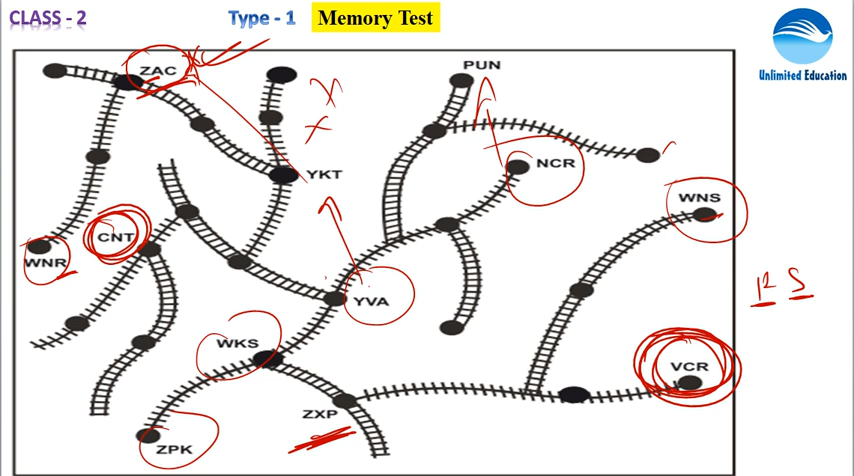 CLASS - 2
Type - 1
Memory Test
Unlimited Education
ZAC
PUN
YKT
NCR
WNS
CNT
WNR
YVA
WKS
VCR
ZXP
ZPK
12 S